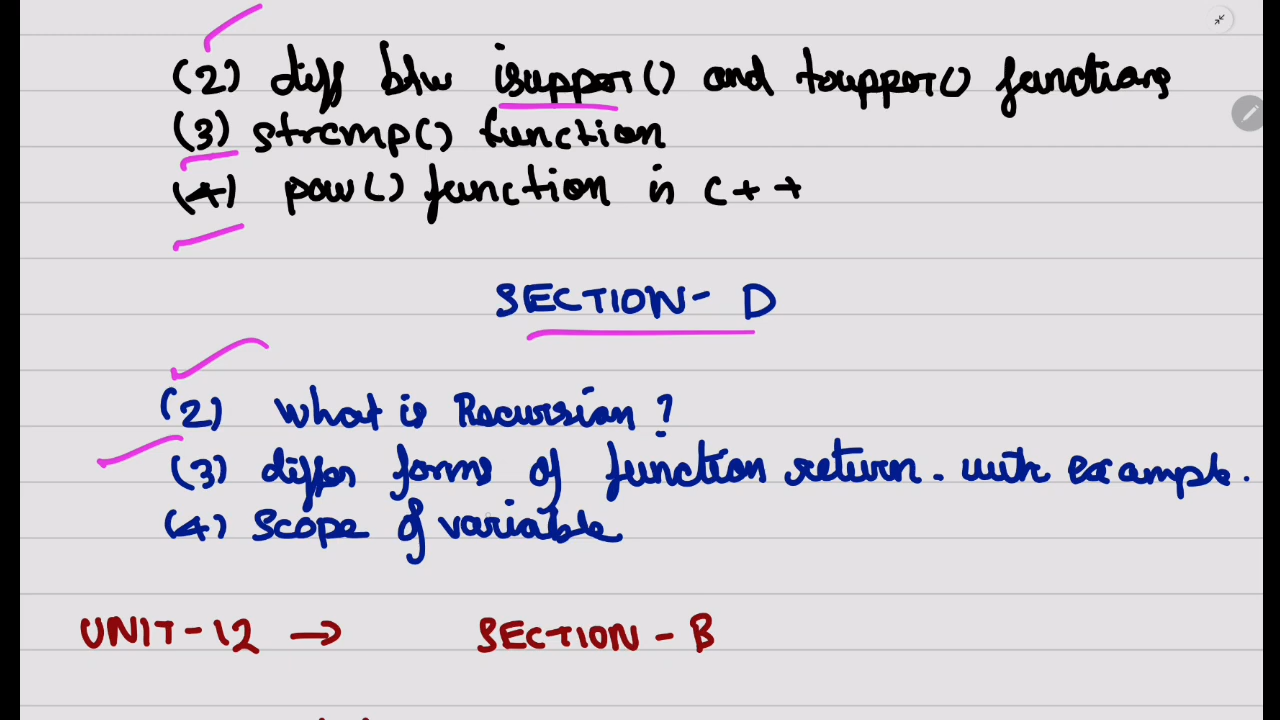 (2) diff btw isupper() and toupper() functions
(3) strcmp() function
(4) pow() function in C++
SECTION- D
(2) What is Recursion?
(3) differ forms of function return. with example.
(4) scope of variable
UNIT-12 → SECTION - B